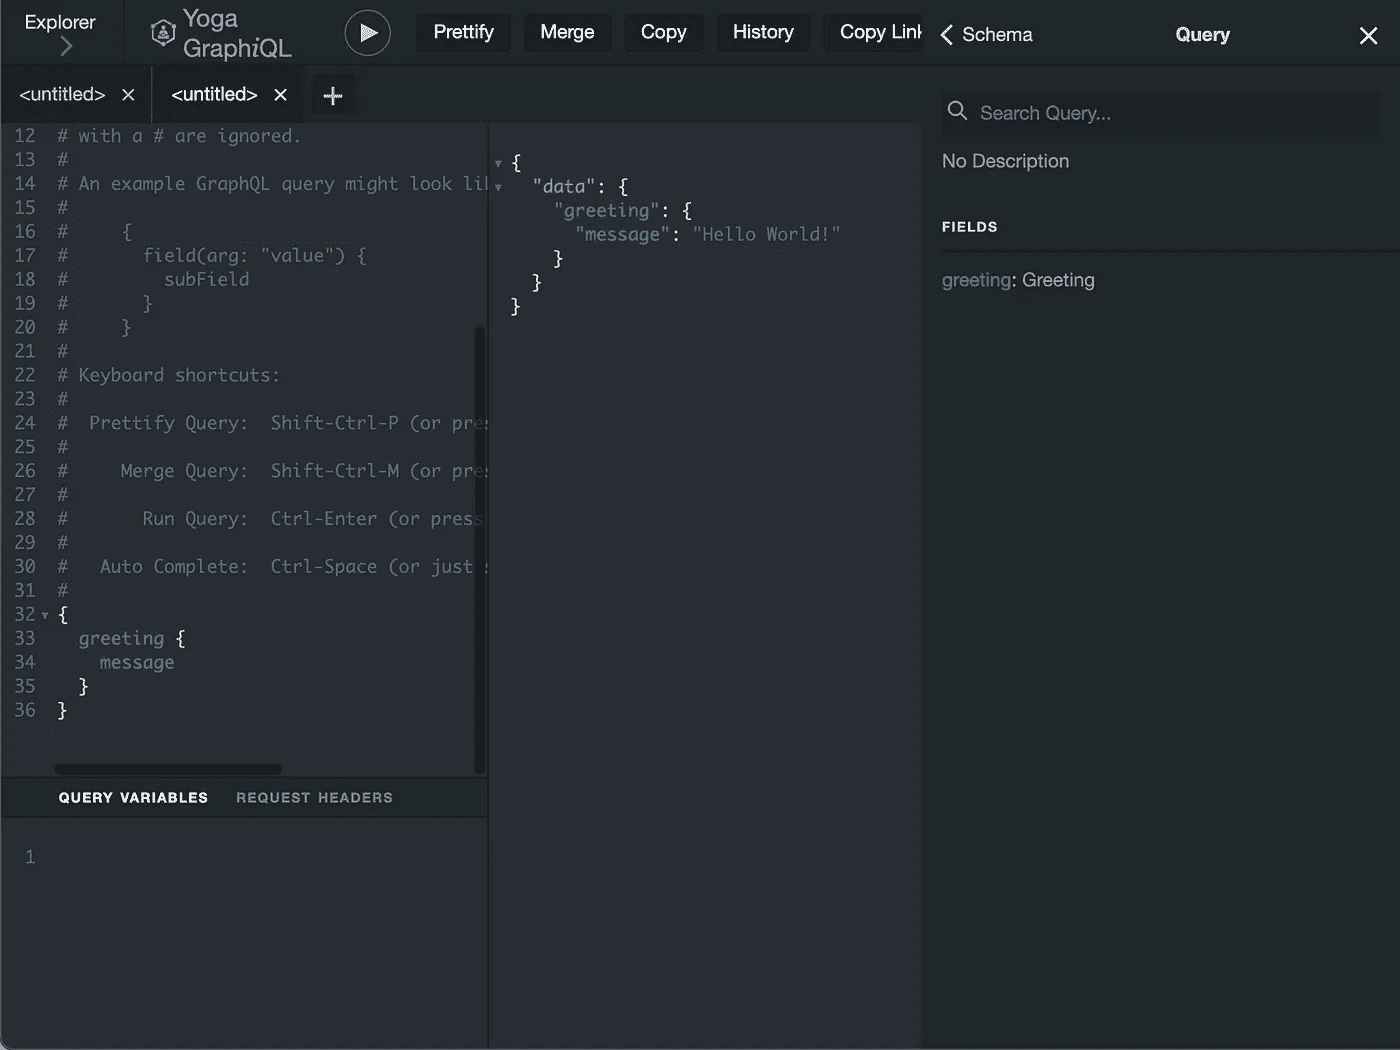 Explorer
Yoga
GraphiQL
Prettify
Merge
Copy
History
Copy Link
Schema
Query
<untitled>
<untitled>
Search Query...
No Description
FIELDS
greeting: Greeting
12 # with a # are ignored.
13 #
14 # An example GraphQL query might look li
15 #
16 # {
17 # field(arg: "value") {
18 # subField
19 # }
20 # }
21 #
22 # Keyboard shortcuts:
23 #
24 # Prettify Query: Shift-Ctrl-P (or pres
25 #
26 # Merge Query: Shift-Ctrl-M (or pres
27 #
28 # Run Query: Ctrl-Enter (or press
29 #
30 # Auto Complete: Ctrl-Space (or just s
31 #
32 {
33 greeting {
34 message
35 }
36 }
{
"data": {
"greeting": {
"message": "Hello World!"
}
}
}
QUERY VARIABLES
REQUEST HEADERS
1